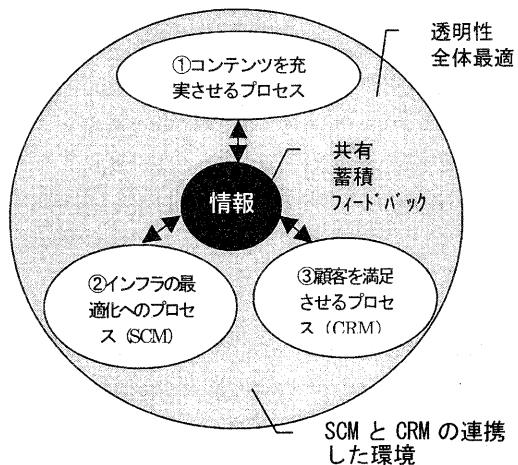 透明性
全体最適
①コンテンツを充
実させるプロセス
共有
蓄積
ﾌｨｰﾄﾞﾊﾞｯｸ
情報
②インフラの最
適化へのプロセ
ス (SCM)
③顧客を満足
させるプロセ
ス (CRM)
SCM と CRM の連携
した環境